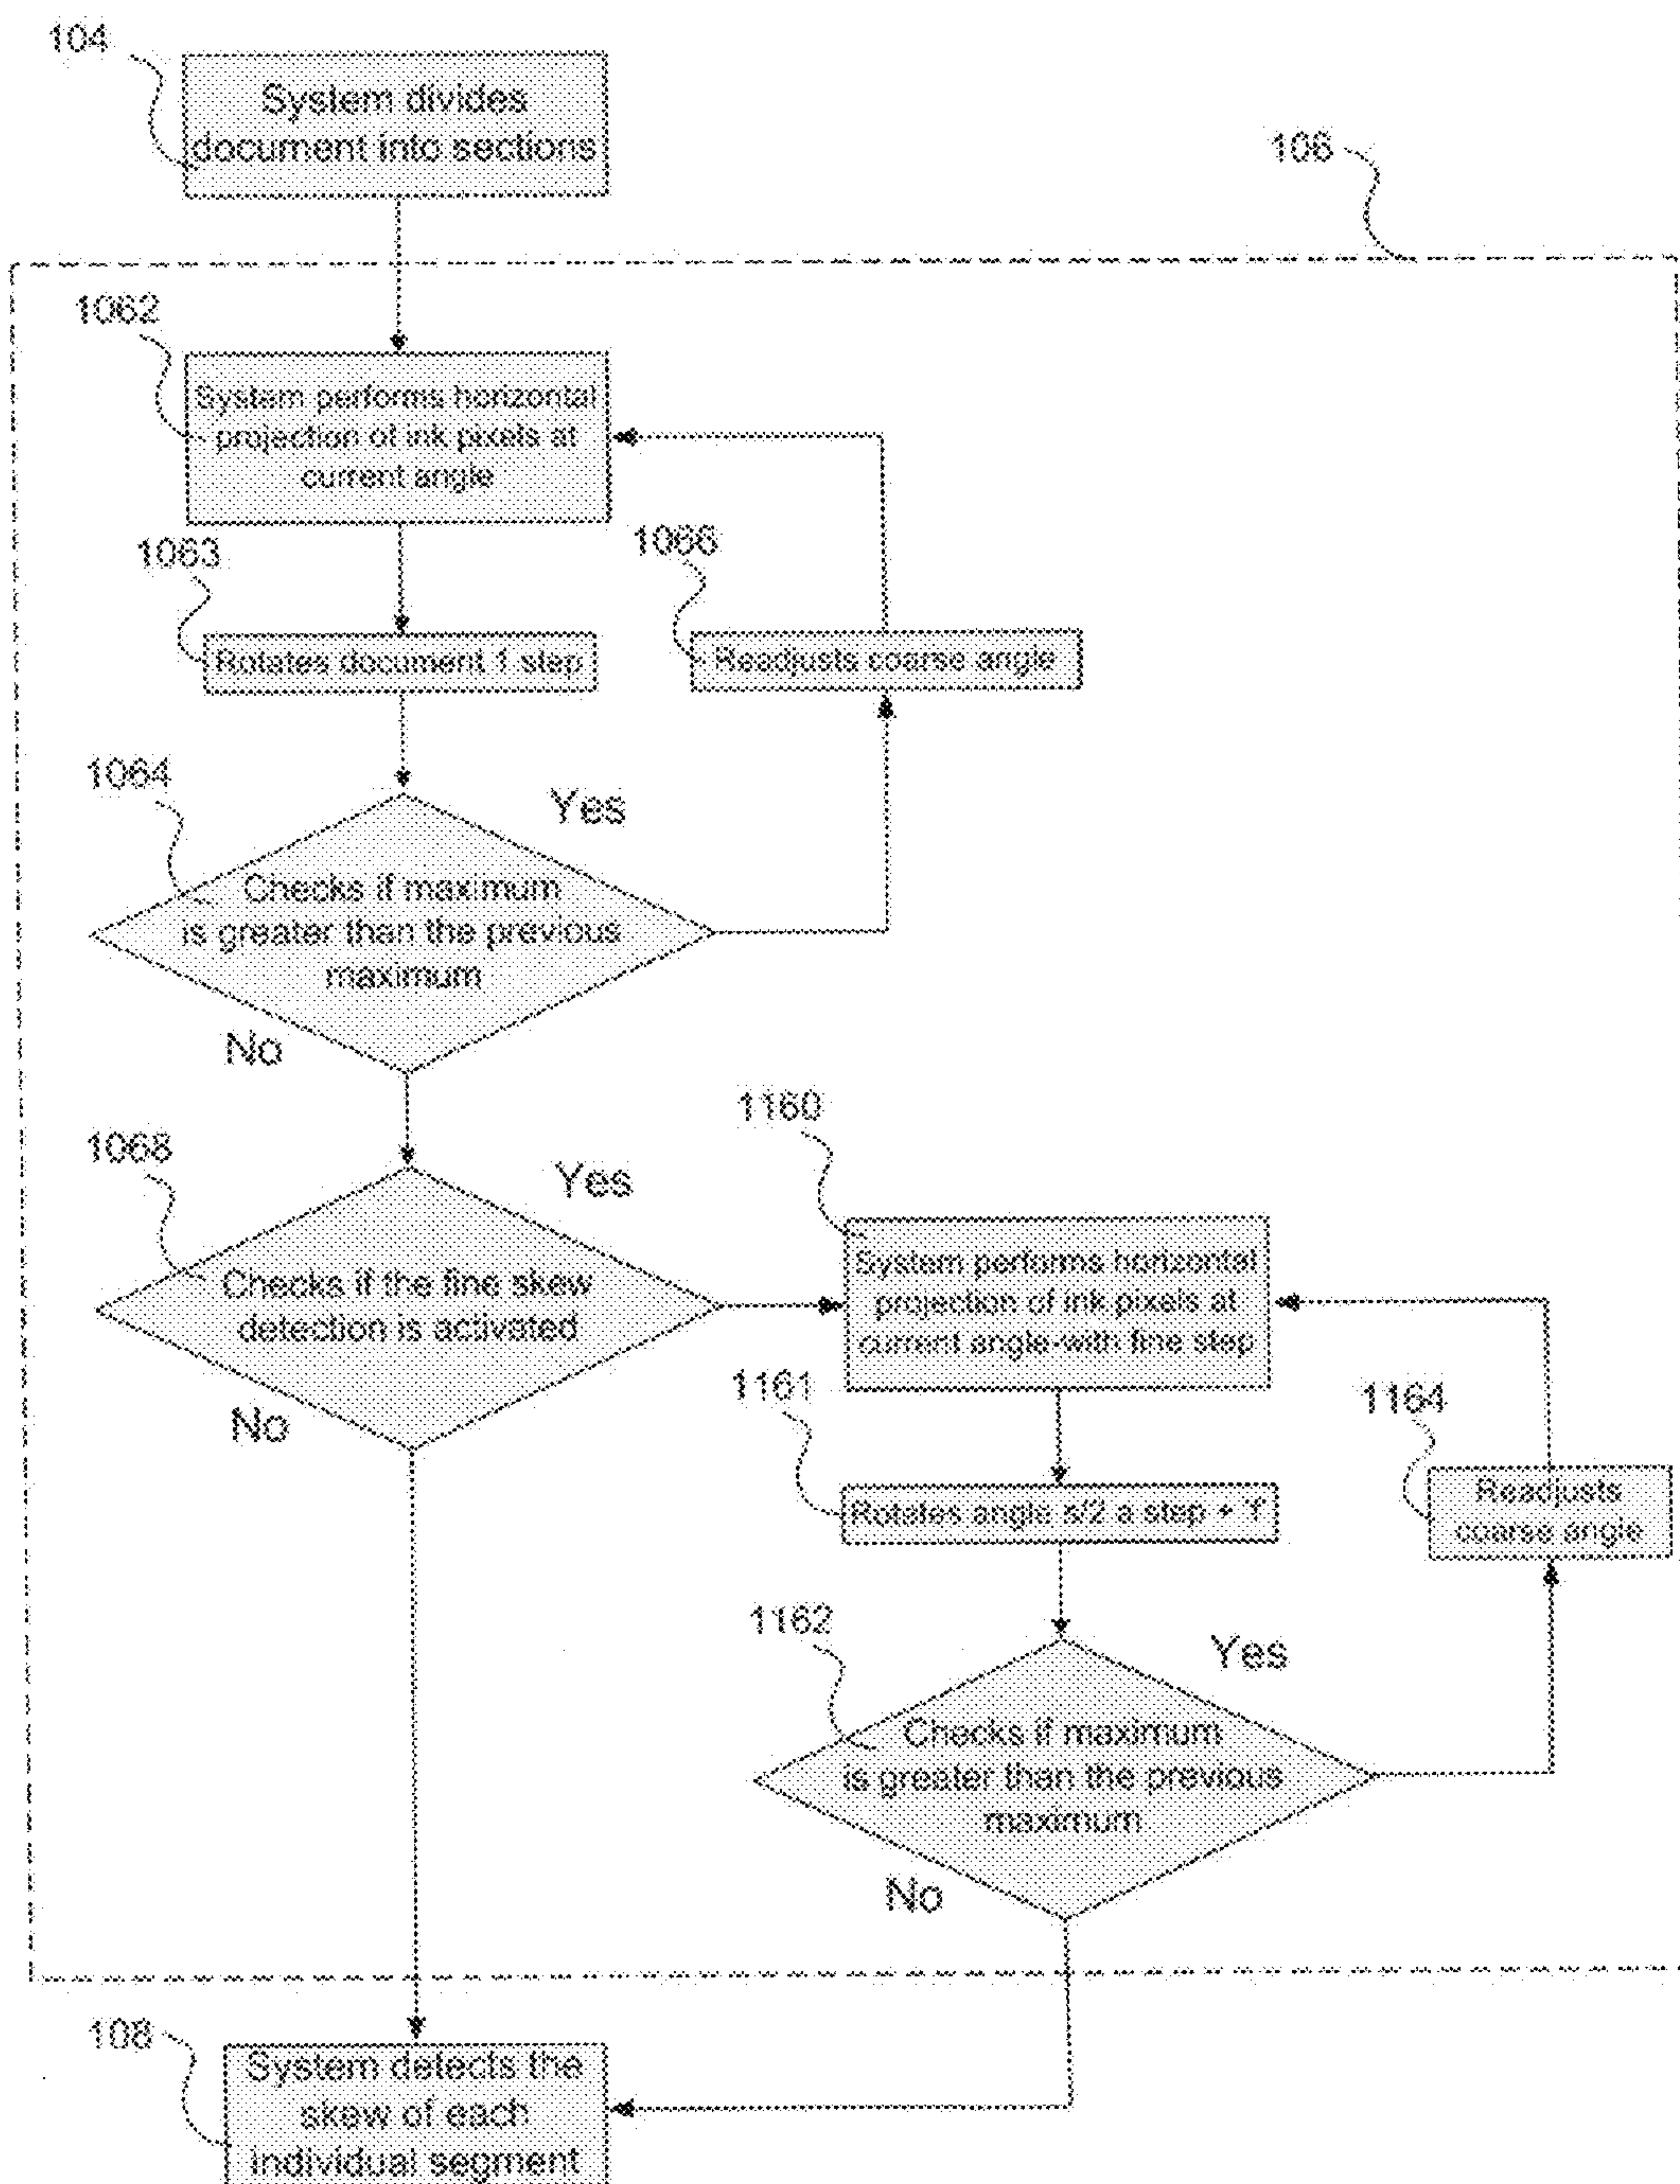 104
System divides
document into sections
106
1062
System performs horizontal
projection of ink pixels at
current angle
1063
1066
Rotates document 1 step
Readjusts coarse angle
1064
Yes
Checks if maximum
is greater than the previous
maximum
No
1160
1068
Yes
System performs horizontal
projection of ink pixels at
current angle-with fine step
Checks if the fine skew
detection is activated
1161
1164
No
Rotates angle s/2 a step + 'f'
Readjusts
coarse angle
1162
Yes
Checks if maximum
is greater than the previous
maximum
No
108
System detects the
skew of each
individual segment